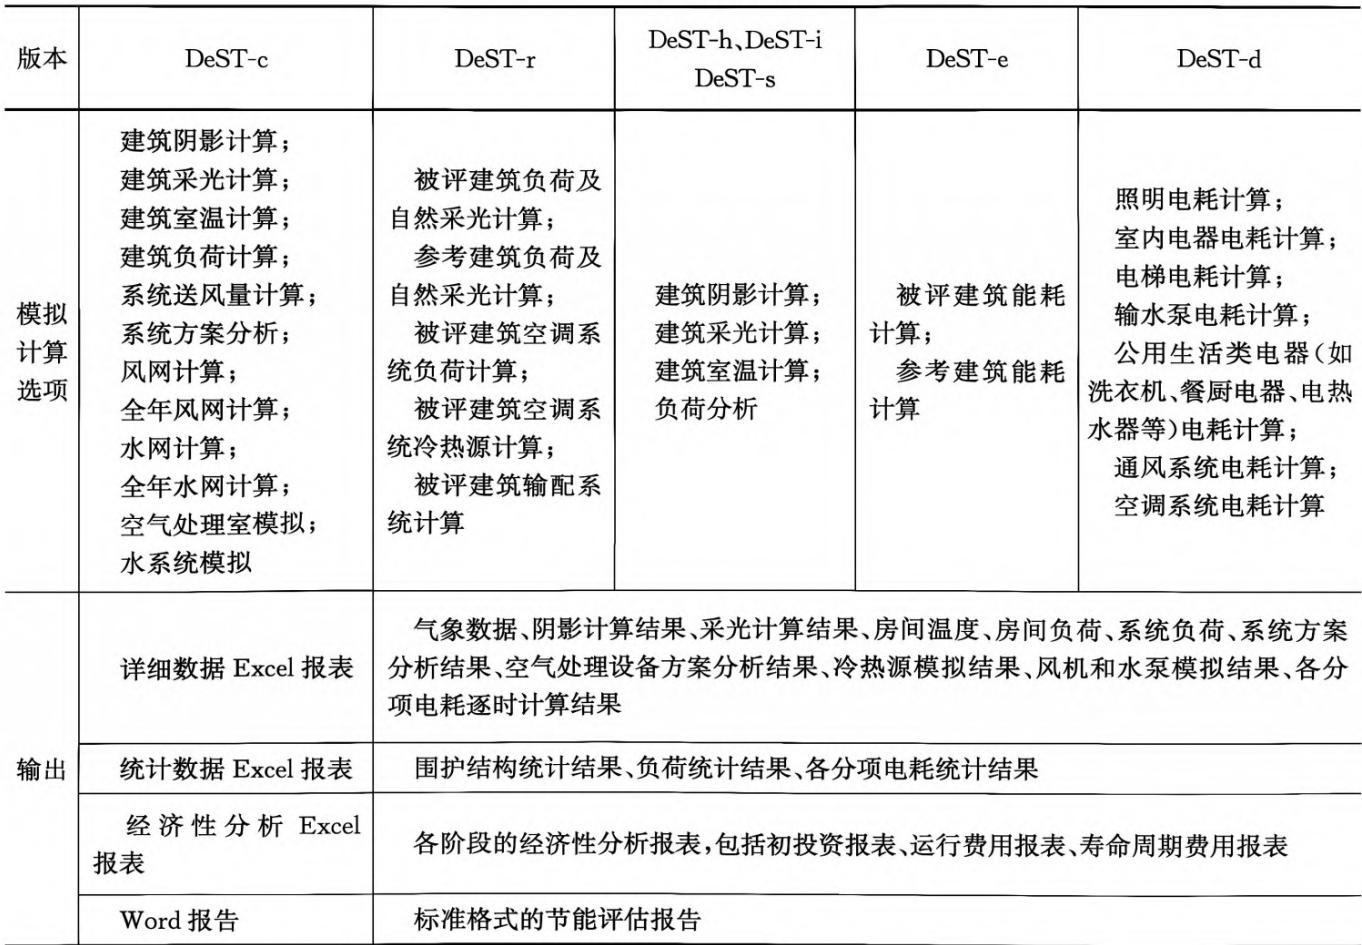 版本
DeST-c
DeST-r
DeST-h、DeST-i
DeST-s
DeST-e
DeST-d
模拟
计算
选项
建筑阴影计算；
建筑采光计算；
建筑室温计算；
建筑负荷计算；
系统送风量计算；
系统方案分析；
风网计算；
全年风网计算；
水网计算；
全年水网计算；
空气处理室模拟；
水系统模拟
被评建筑负荷及
自然采光计算；
参考建筑负荷及
自然采光计算；
被评建筑空调系
统负荷计算；
被评建筑空调系
统冷热源计算；
被评建筑输配系
统计算
建筑阴影计算；
建筑采光计算；
建筑室温计算；
负荷分析
被评建筑能耗
计算；
参考建筑能耗
计算
照明电耗计算；
室内电器电耗计算；
电梯电耗计算；
输水泵电耗计算；
公用生活类电器（如
洗衣机、餐厨电器、电热
水器等）电耗计算；
通风系统电耗计算；
空调系统电耗计算
输出
详细数据 Excel 报表
气象数据、阴影计算结果、采光计算结果、房间温度、房间负荷、系统负荷、系统方案
分析结果、空气处理设备方案分析结果、冷热源模拟结果、风机和水泵模拟结果、各分
项电耗逐时计算结果
统计数据 Excel 报表
围护结构统计结果、负荷统计结果、各分项电耗统计结果
经济性分析 Excel
报表
各阶段的经济性分析报表，包括初投资报表、运行费用报表、寿命周期费用报表
Word 报告
标准格式的节能评估报告